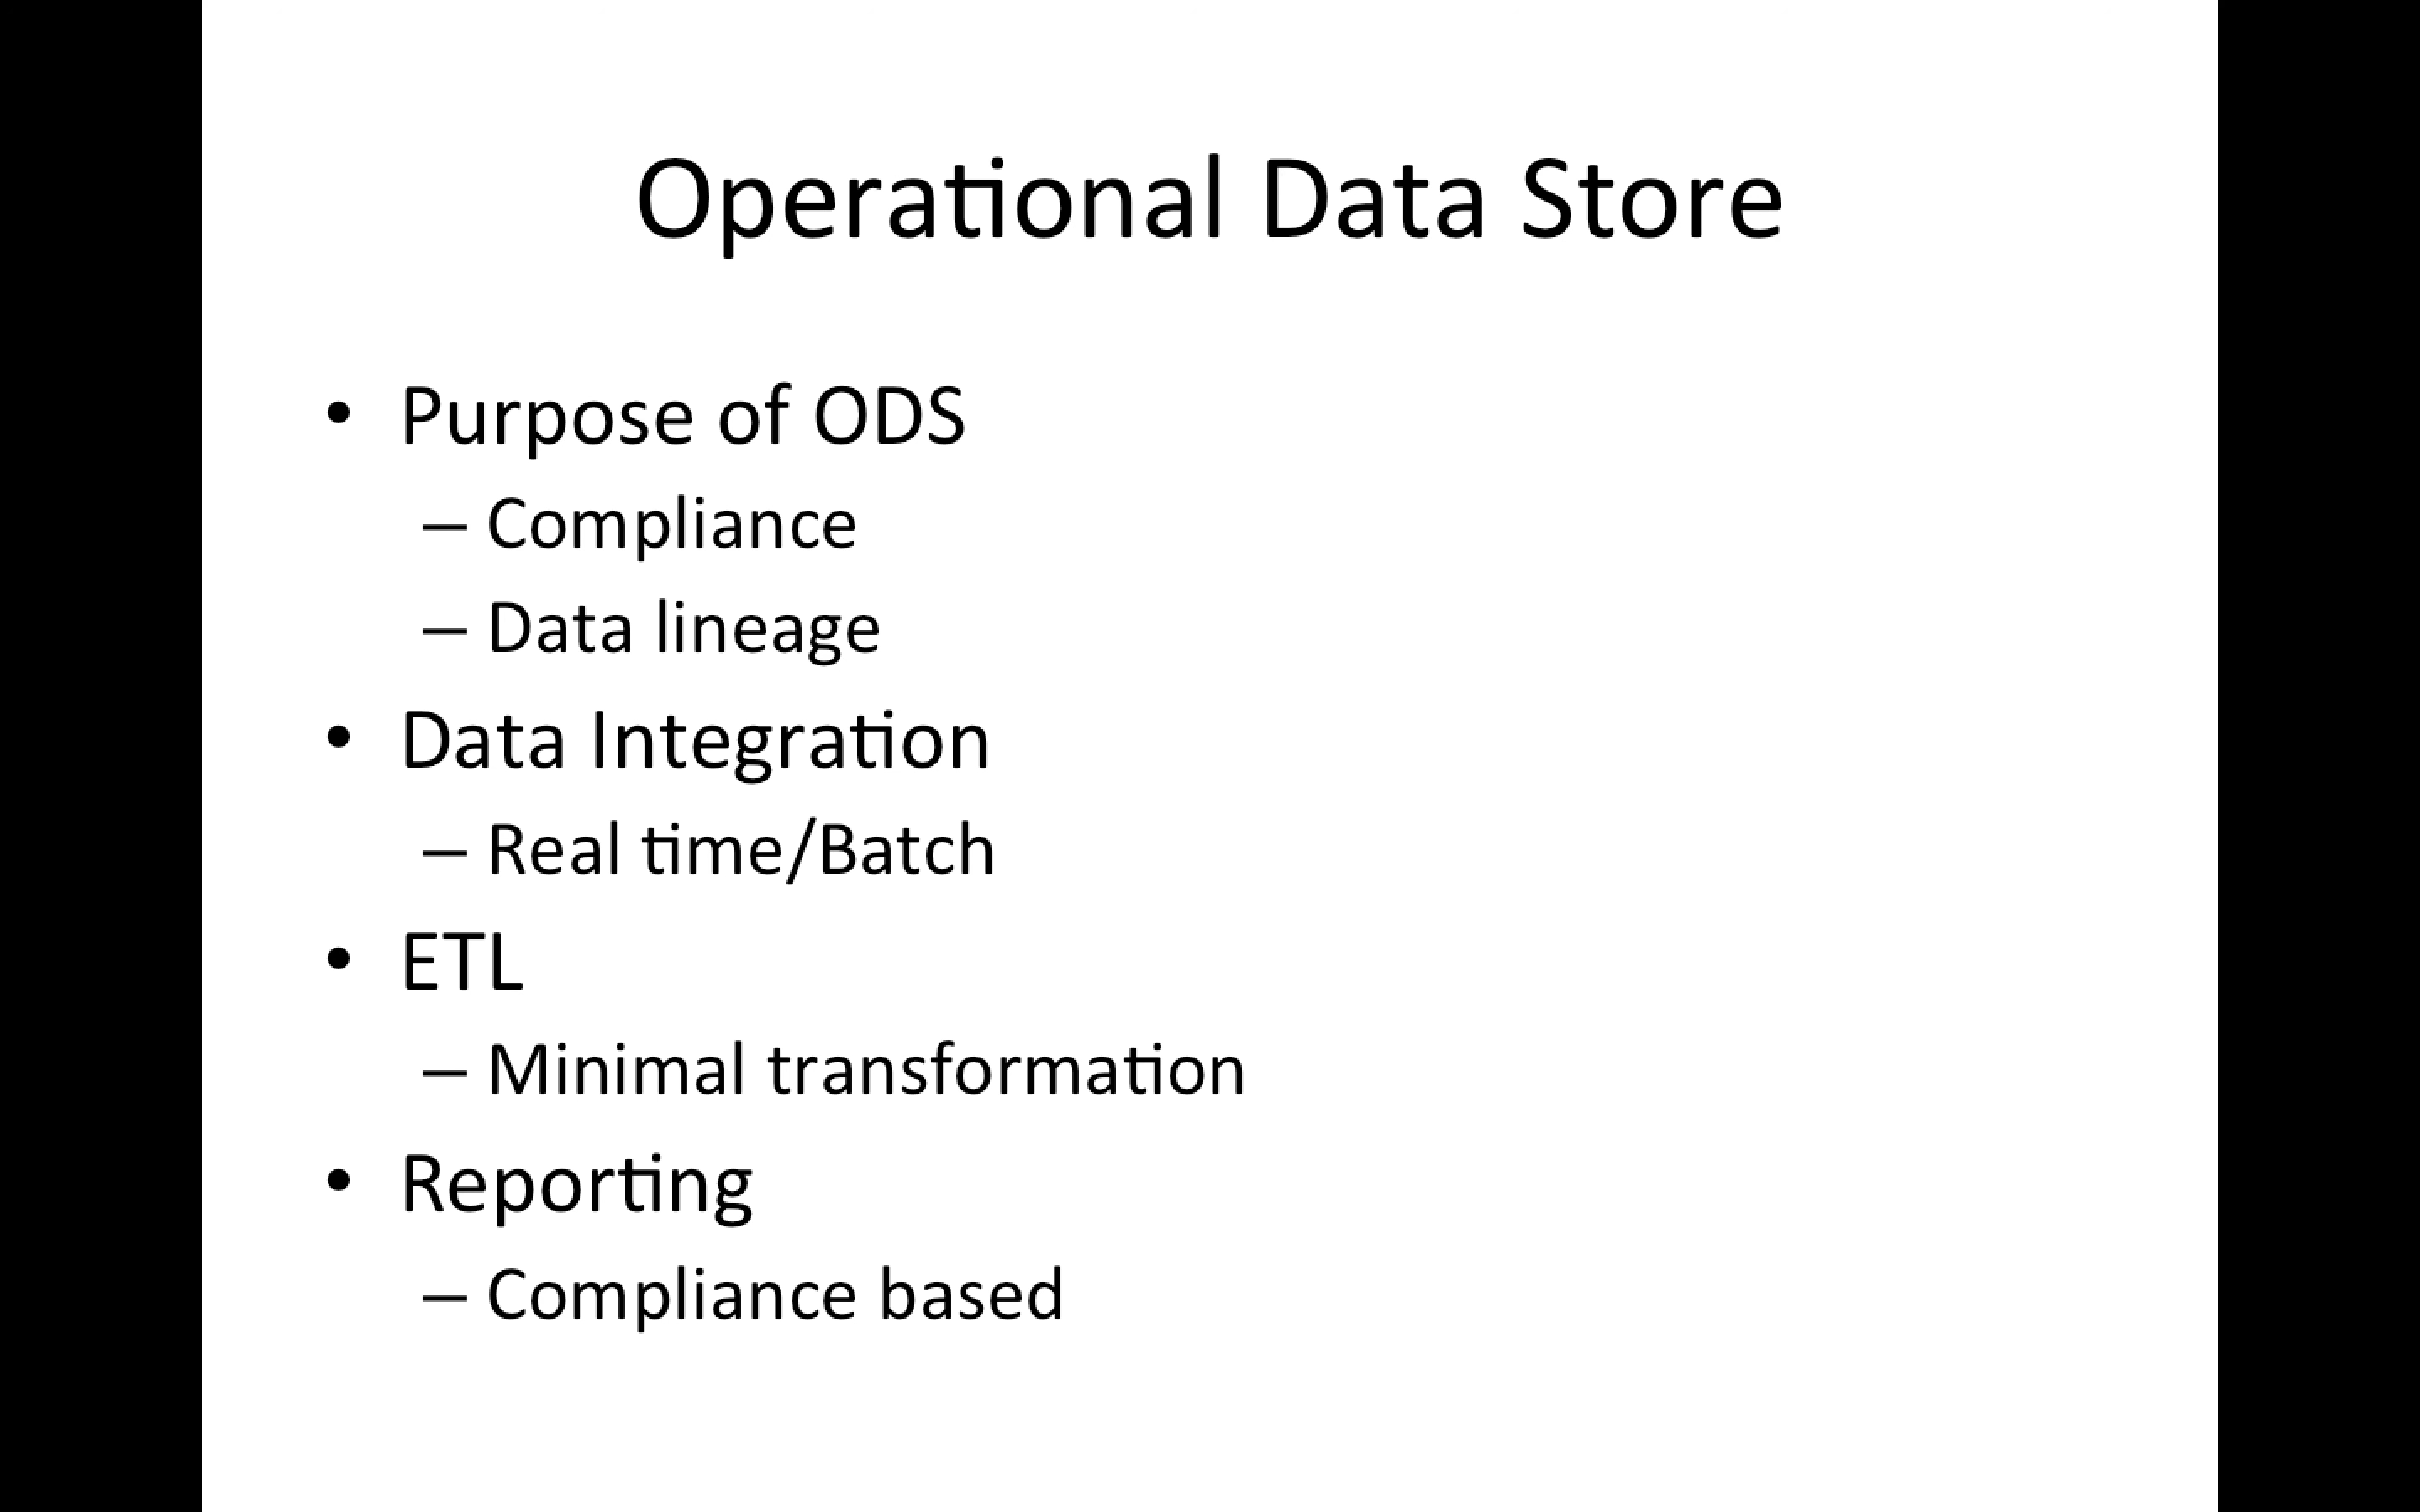 Operational Data Store
• Purpose of ODS
– Compliance
– Data lineage
• Data Integration
– Real time/Batch
• ETL
– Minimal transformation
• Reporting
– Compliance based